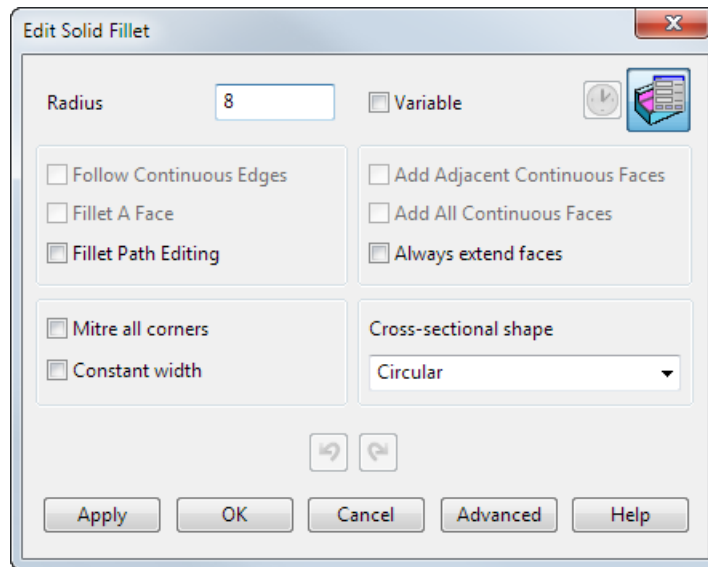 Edit Solid Fillet
x
Radius 8 Variable
Follow Continuous Edges
Fillet A Face
Fillet Path Editing
Add Adjacent Continuous Faces
Add All Continuous Faces
Always extend faces
Mitre all corners
Constant width
Cross-sectional shape
Circular
Apply OK Cancel Advanced Help